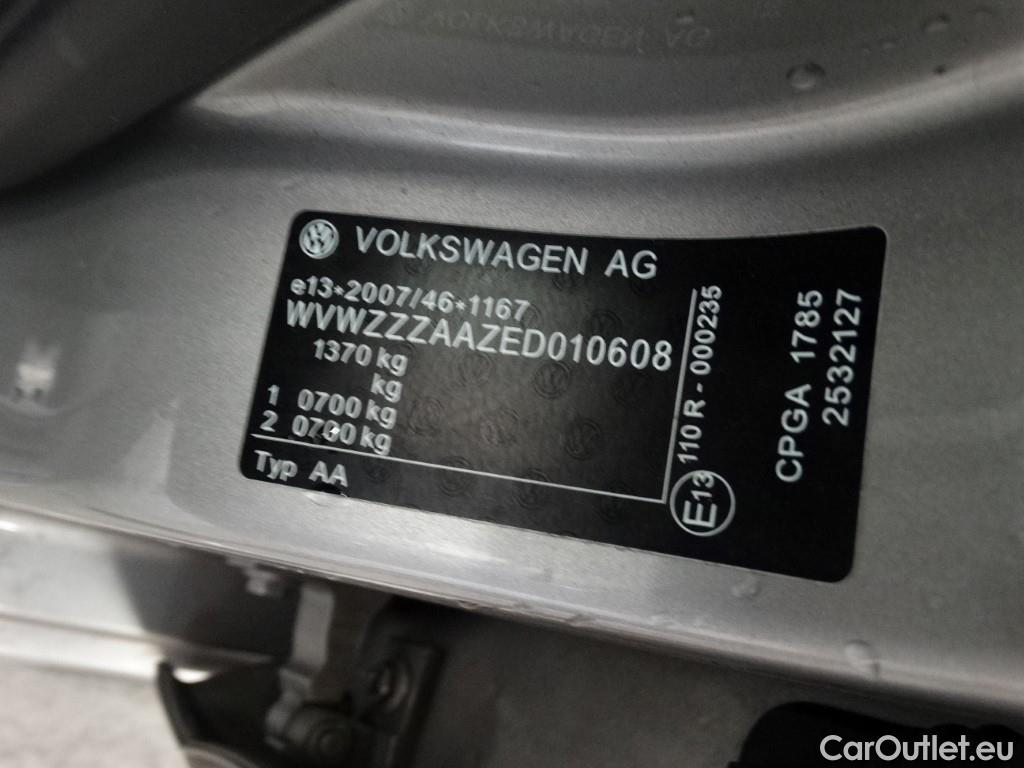 VOLKSWAGEN AG
e13*2007/46*1167
WVWZZZAAZED010608
1370 kg
kg
1 0700 kg
2 0700 kg
Typ AA
E13 110 R - 000235
CPGA 1785
2532127
CarOutlet.eu